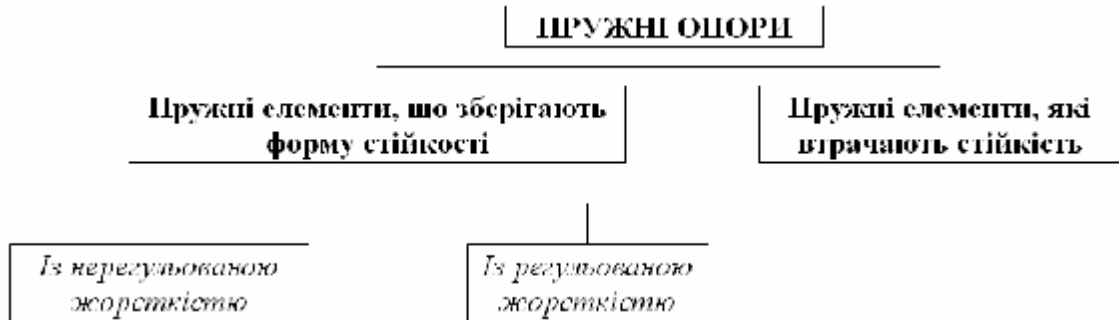 ПРУЖНІ ОПОРИ
Пружні елементи, що зберігають
форму стійкості
Пружні елементи, які
втрачають стійкість
Із нерегульованою
жорсткістю
Із регульованою
жорсткістю